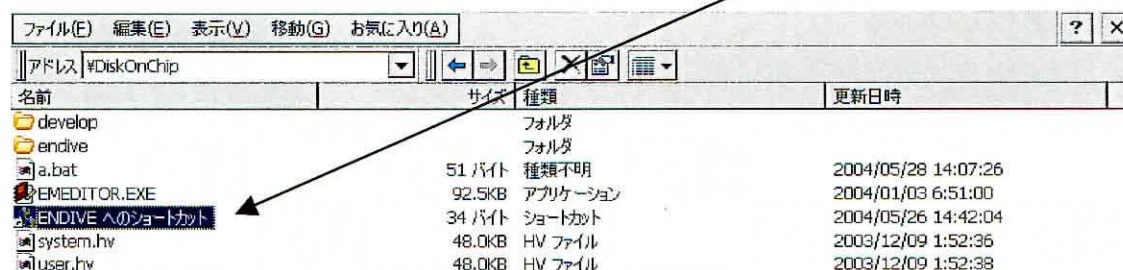 ファイル(F) 編集(E) 表示(V) 移動(G) お気に入り(A) ? ×
アドレス ¥DiskOnChip
名前 サイズ 種類 更新日時
develop フォルダ
endive フォルダ
a.bat 51 バイト 種類不明 2004/05/28 14:07:26
EMEDITOR.EXE 92.5KB アプリケーション 2004/01/03 6:51:00
ENDIVE へのショートカット 34 バイト ショートカット 2004/05/26 14:42:04
system.hv 48.0KB HV ファイル 2003/12/09 1:52:36
user.hv 48.0KB HV ファイル 2003/12/09 1:52:38